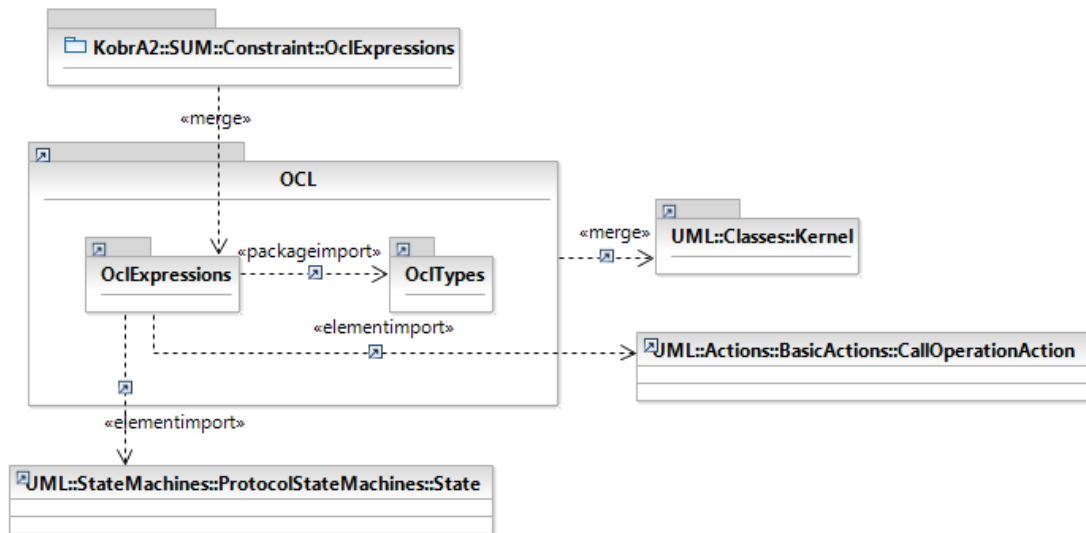 KobrA2::SUM::Constraint::OclExpressions
«merge»
OCL
«merge»
UML::Classes::Kernel
«packageimport»
OclExpressions
OclTypes
«elementimport»
UML::Actions::BasicActions::CallOperationAction
«elementimport»
UML::StateMachines::ProtocolStateMachines::State